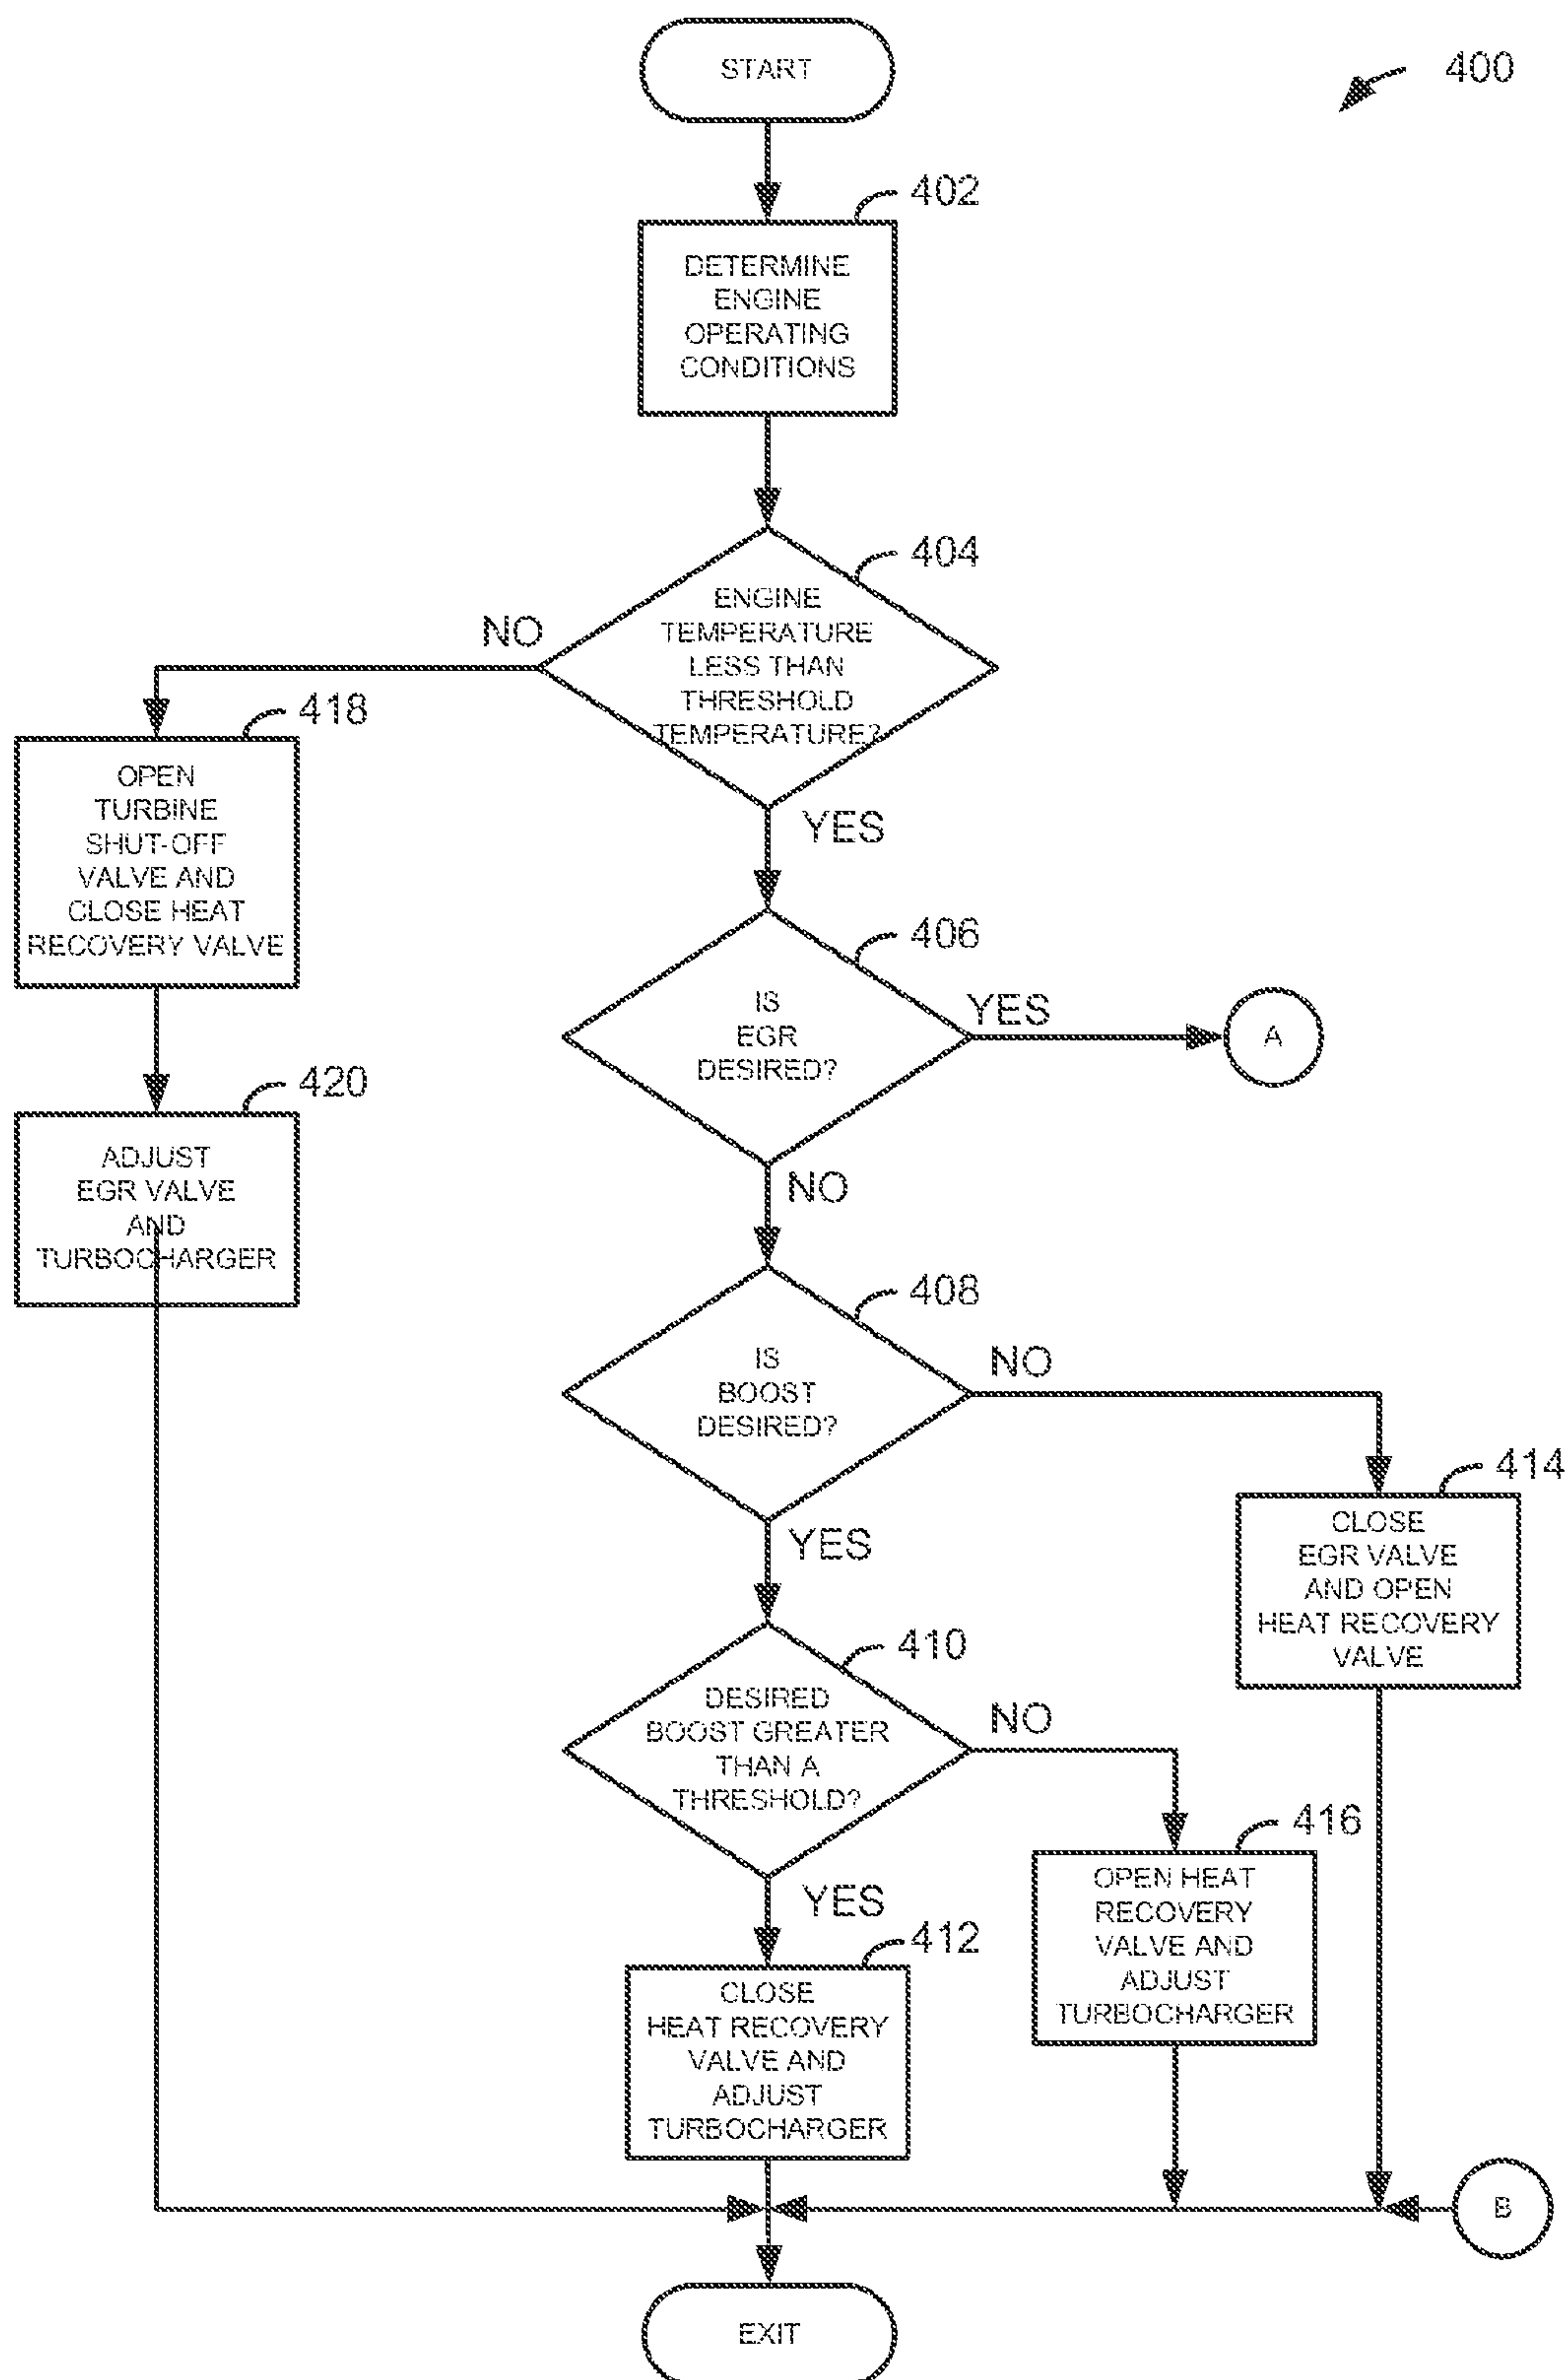 START
400
402
DETERMINE
ENGINE
OPERATING
CONDITIONS
404
ENGINE
TEMPERATURE
LESS THAN
THRESHOLD
TEMPERATURE?
NO
YES
418
OPEN
TURBINE
SHUT-OFF
VALVE AND
CLOSE HEAT
RECOVERY VALVE
406
IS
EGR
DESIRED?
YES
A
NO
420
ADJUST
EGR VALVE
AND
TURBOCHARGER
408
IS
BOOST
DESIRED?
NO
YES
414
CLOSE
EGR VALVE
AND OPEN
HEAT RECOVERY
VALVE
410
DESIRED
BOOST GREATER
THAN A
THRESHOLD?
NO
YES
416
OPEN HEAT
RECOVERY
VALVE AND
ADJUST
TURBOCHARGER
412
CLOSE
HEAT RECOVERY
VALVE AND
ADJUST
TURBOCHARGER
B
EXIT